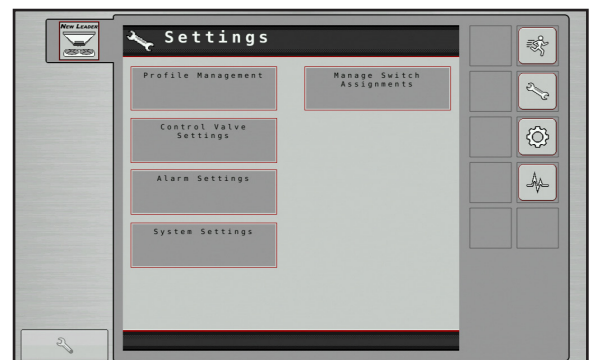 NEW LEADER
Settings
Profile Management
Manage Switch
Assignments
Control Valve
Settings
Alarm Settings
System Settings